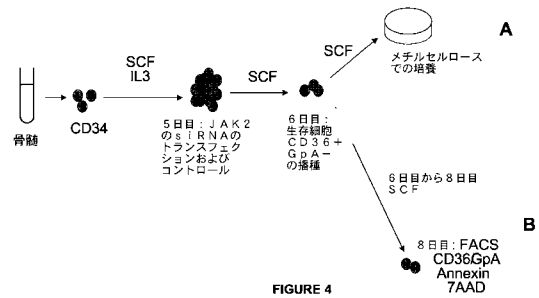 SCF
IL3
SCF
SCF
A
メチルセルロース
での培養
骨髄
CD34
5日目：JAK2
のsiRNAの
トランスフェク
ションおよび
コントロール
6日目：
生存細胞
CD36+
GpA−
の播種
6日目から8日目
SCF
B
8日目：FACS
CD36,GpA
Annexin
7AAD
FIGURE 4